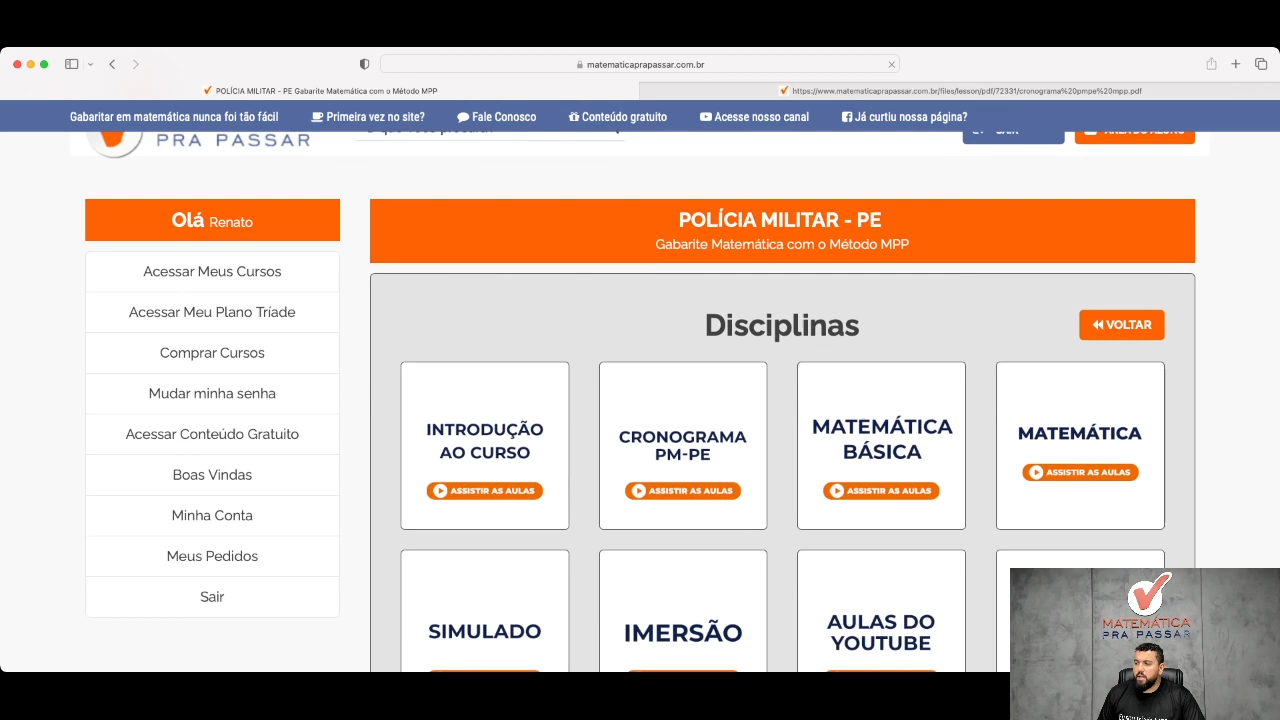 matematicaprapassar.com.br
POLÍCIA MILITAR - PE Gabarite Matemática com o Método MPP
https://www.matematicaprapassar.com.br/files/lesson/pdf/72331/cronograma%20pmpe%20mpp.pdf
Gabaritar em matemática nunca foi tão fácil
Primeira vez no site?
Fale Conosco
Conteúdo gratuito
Acesse nosso canal
Já curtiu nossa página?
PRA PASSAR
Olá Renato
Acessar Meus Cursos
Acessar Meu Plano Tríade
Comprar Cursos
Mudar minha senha
Acessar Conteúdo Gratuito
Boas Vindas
Minha Conta
Meus Pedidos
Sair
POLÍCIA MILITAR - PE
Gabarite Matemática com o Método MPP
Disciplinas
VOLTAR
INTRODUÇÃO
AO CURSO
ASSISTIR AS AULAS
CRONOGRAMA
PM-PE
ASSISTIR AS AULAS
MATEMÁTICA
BÁSICA
ASSISTIR AS AULAS
MATEMÁTICA
ASSISTIR AS AULAS
SIMULADO
IMERSÃO
AULAS DO
YOUTUBE
MATEMÁTICA
PRA PASSAR